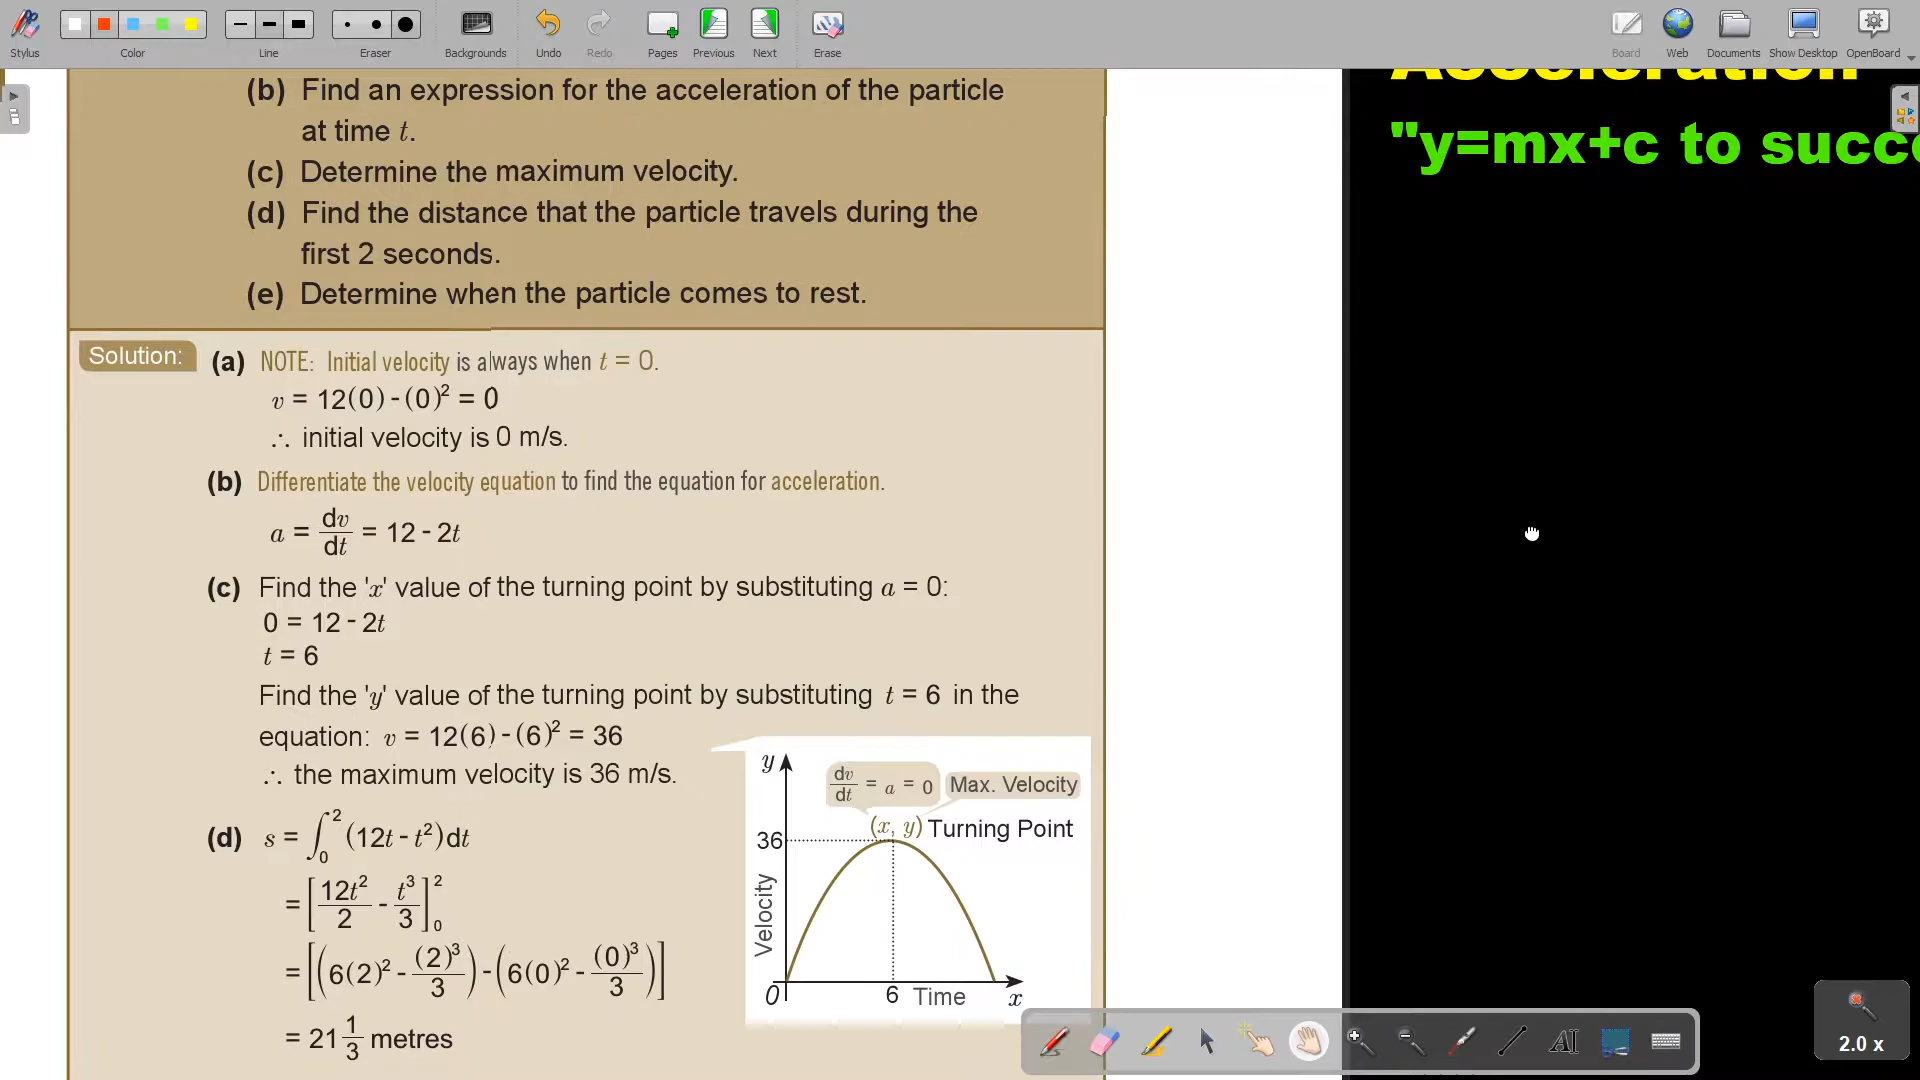 Stylus
Color
Line
Eraser
Backgrounds
Undo
Redo
Pages
Previous
Next
Erase
Board
Web
Documents
Show Desktop
OpenBoard
(b) Find an expression for the acceleration of the particle
at time t.
(c) Determine the maximum velocity.
(d) Find the distance that the particle travels during the
first 2 seconds.
(e) Determine when the particle comes to rest.
Acceleration
"y=mx+c to succe
Solution:
(a) NOTE: Initial velocity is always when t = 0.
v = 12(0) - (0)² = 0
∴ initial velocity is 0 m/s.
(b) Differentiate the velocity equation to find the equation for acceleration.
a = dv/dt = 12 - 2t
(c) Find the 'x' value of the turning point by substituting a = 0:
0 = 12 - 2t
t = 6
Find the 'y' value of the turning point by substituting t = 6 in the
equation: v = 12(6) - (6)² = 36
∴ the maximum velocity is 36 m/s.
(d) s = ∫₀² (12t - t²)dt
= [12t²/2 - t³/3]₀²
= [(6(2)² - (2)³/3) - (6(0)² - (0)³/3)]
= 21 1/3 metres
y
dv/dt = a = 0
Max. Velocity
(x, y) Turning Point
36
Velocity
0
6
Time
x
AI
2.0 x